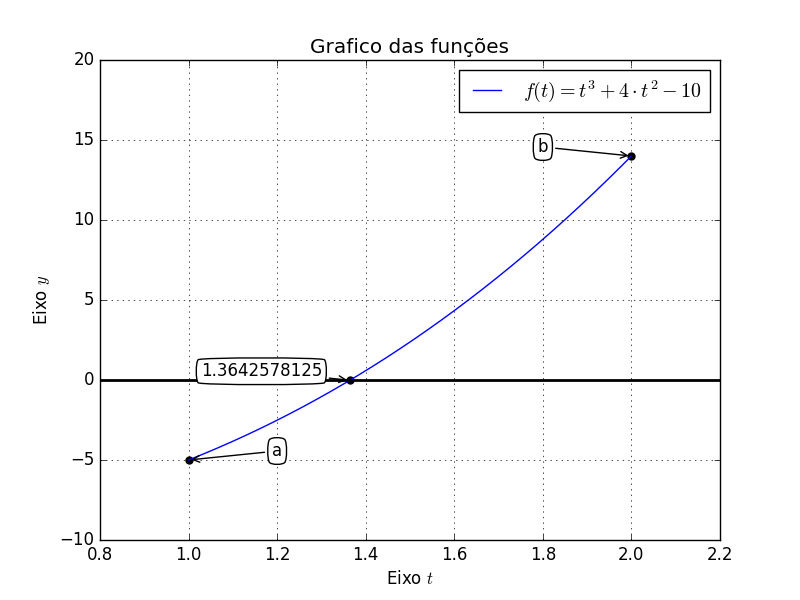 Grafico das funções
20
f(t) = t³ + 4 · t² − 10
15
b
10
Eixo y
5
1.3642578125
0
a
−5
−10
0.8 1.0 1.2 1.4 1.6 1.8 2.0 2.2
Eixo t